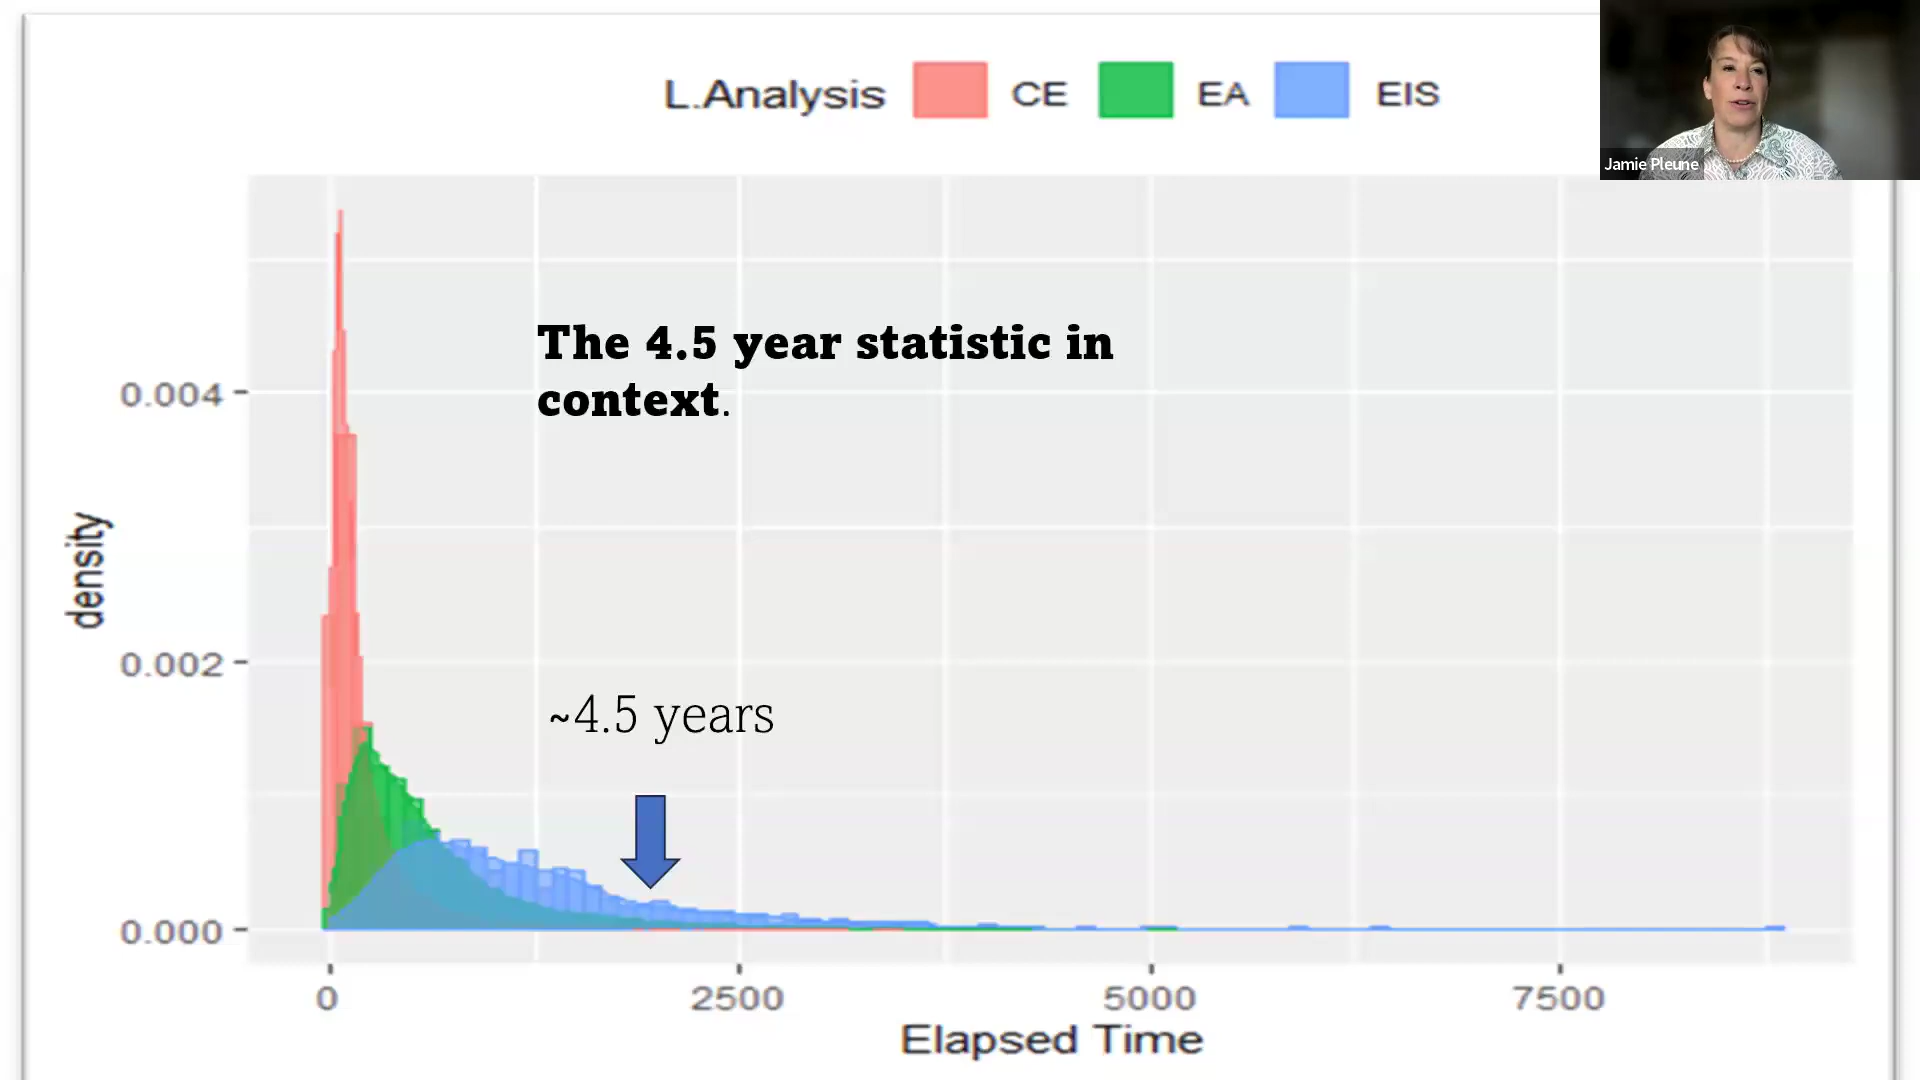 L.Analysis CE EA EIS
Jamie Pleune
The 4.5 year statistic in
context.
0.004
density
0.002
~4.5 years
0.000
0 2500 5000 7500
Elapsed Time